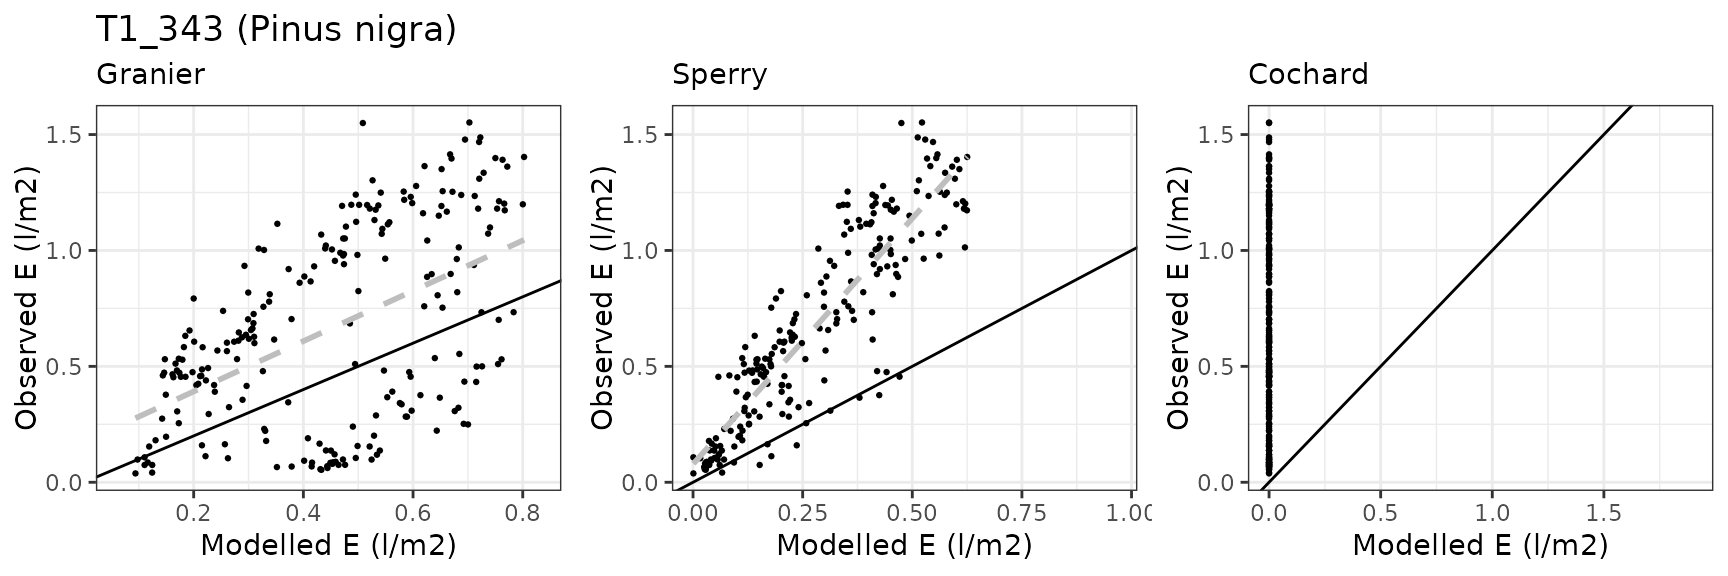 T1_343 (Pinus nigra)
Granier
Observed E (l/m2)
1.5
1.0
0.5
0.0
0.2 0.4 0.6 0.8
Modelled E (l/m2)
Sperry
Observed E (l/m2)
1.5
1.0
0.5
0.0
0.00 0.25 0.50 0.75 1.00
Modelled E (l/m2)
Cochard
Observed E (l/m2)
1.5
1.0
0.5
0.0
0.0 0.5 1.0 1.5
Modelled E (l/m2)